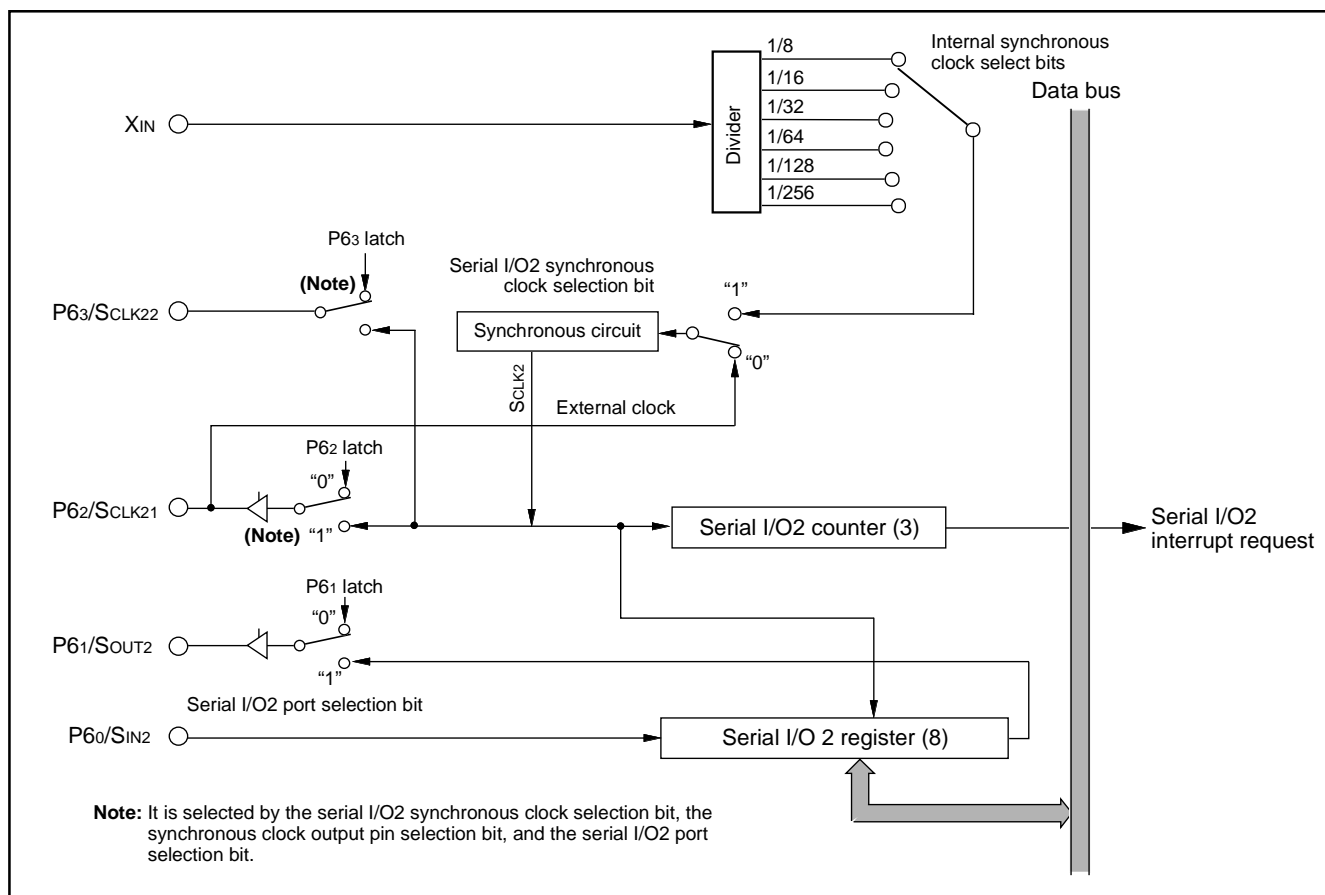 1/8
Internal synchronous
clock select bits
1/16
Data bus
1/32
XIN
Divider
1/64
1/128
1/256
P63 latch
(Note)
Serial I/O2 synchronous
clock selection bit
“1”
P63/SCLK22
Synchronous circuit
“0”
SCLK2
External clock
P62 latch
“0”
P62/SCLK21
(Note) “1”
Serial I/O2 counter (3)
Serial I/O2
interrupt request
P61 latch
“0”
P61/SOUT2
“1”
Serial I/O2 port selection bit
P60/SIN2
Serial I/O 2 register (8)
Note: It is selected by the serial I/O2 synchronous clock selection bit, the
synchronous clock output pin selection bit, and the serial I/O2 port
selection bit.